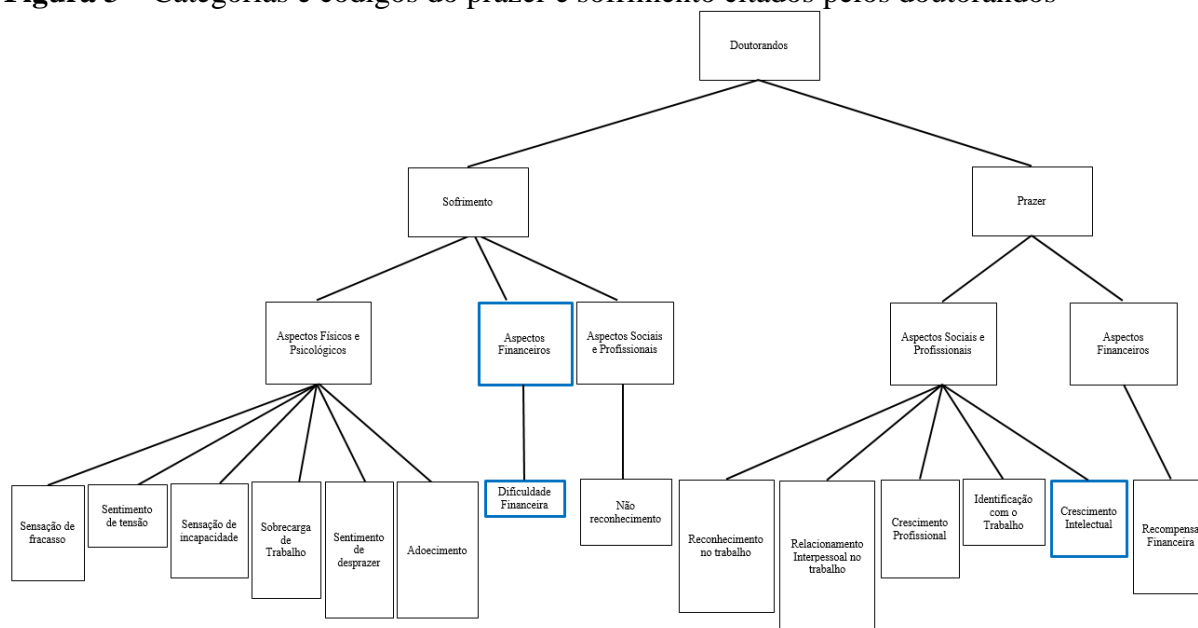 Figura 3 – Categorias e códigos do prazer e sofrimento citados pelos doutorandos
Doutorandos
Sofrimento
Prazer
Aspectos Físicos e
Psicológicos
Aspectos
Financeiros
Aspectos Sociais
e Profissionais
Aspectos Sociais e
Profissionais
Aspectos
Financeiros
Sensação de
fracasso
Sentimento
de tensão
Sensação de
incapacidade
Sobrecarga
de
Trabalho
Sentimento
de
desprazer
Adoecimento
Dificuldade
Financeira
Não
reconhecimento
Reconhecimento
no trabalho
Relacionamento
Interpessoal no
trabalho
Crescimento
Profissional
Identificação
com o
Trabalho
Crescimento
Intelectual
Recompensa
Financeira